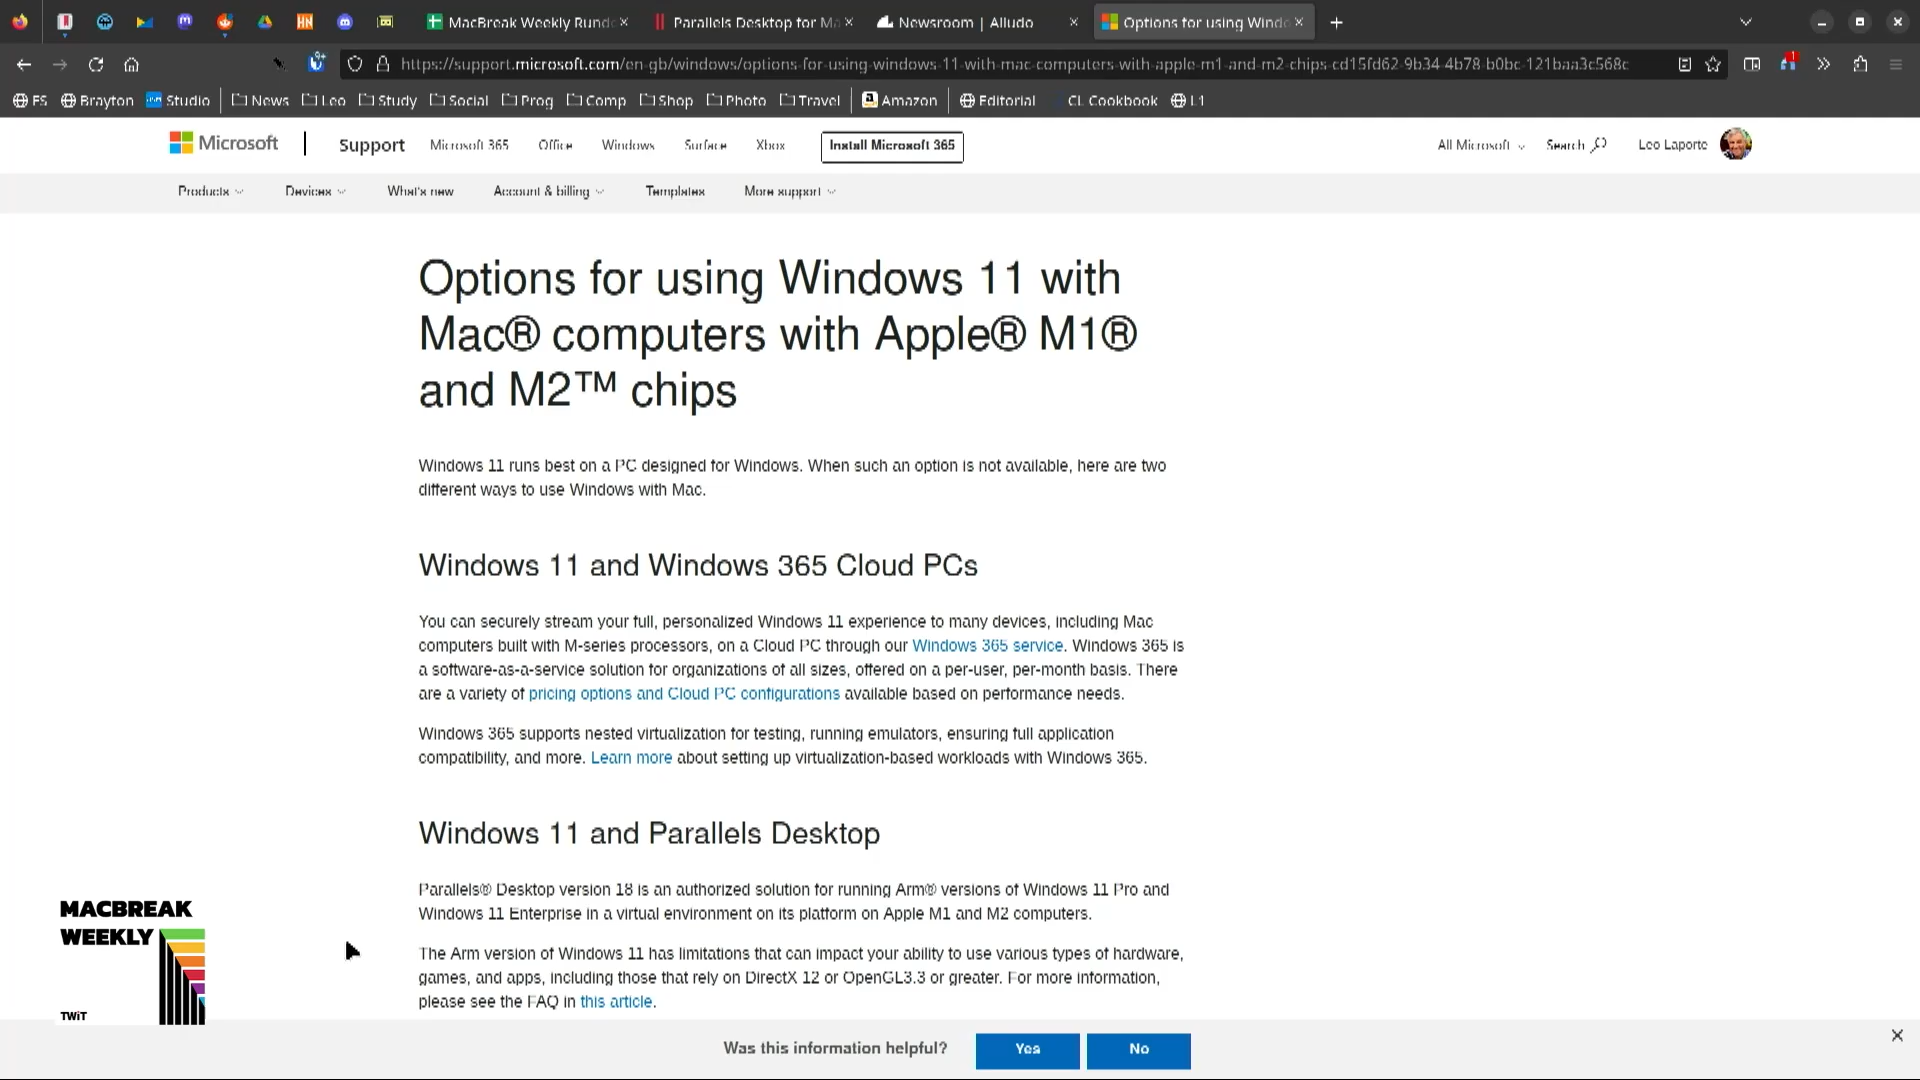 MacBreak Weekly Rund
Parallels Desktop for Ma
Newsroom | Alludo
Options for using Windo
https://support.microsoft.com/en-gb/windows/options-for-using-windows-11-with-mac-computers-with-apple-m1-and-m2-chips-cd15fd62-9b34-4b78-b0bc-121baa3c568c
Brayton Studio News Leo Study Social Prog Comp Shop Photo Travel Amazon Editorial CL Cookbook
Microsoft Support Microsoft 365 Office Windows Surface Xbox Install Microsoft 365 All Microsoft Search Leo Laporte
Products Devices What's new Account & billing Templates More support
Options for using Windows 11 with
Mac® computers with Apple® M1®
and M2™ chips
Windows 11 runs best on a PC designed for Windows. When such an option is not available, here are two
different ways to use Windows with Mac.
Windows 11 and Windows 365 Cloud PCs
You can securely stream your full, personalized Windows 11 experience to many devices, including Mac
computers built with M-series processors, on a Cloud PC through our Windows 365 service. Windows 365 is
a software-as-a-service solution for organizations of all sizes, offered on a per-user, per-month basis. There
are a variety of pricing options and Cloud PC configurations available based on performance needs.
Windows 365 supports nested virtualization for testing, running emulators, ensuring full application
compatibility, and more. Learn more about setting up virtualization-based workloads with Windows 365.
Windows 11 and Parallels Desktop
Parallels® Desktop version 18 is an authorized solution for running Arm® versions of Windows 11 Pro and
Windows 11 Enterprise in a virtual environment on its platform on Apple M1 and M2 computers.
The Arm version of Windows 11 has limitations that can impact your ability to use various types of hardware,
games, and apps, including those that rely on DirectX 12 or OpenGL3.3 or greater. For more information,
please see the FAQ in this article.
MACBREAK
WEEKLY
TWiT
Was this information helpful? Yes No